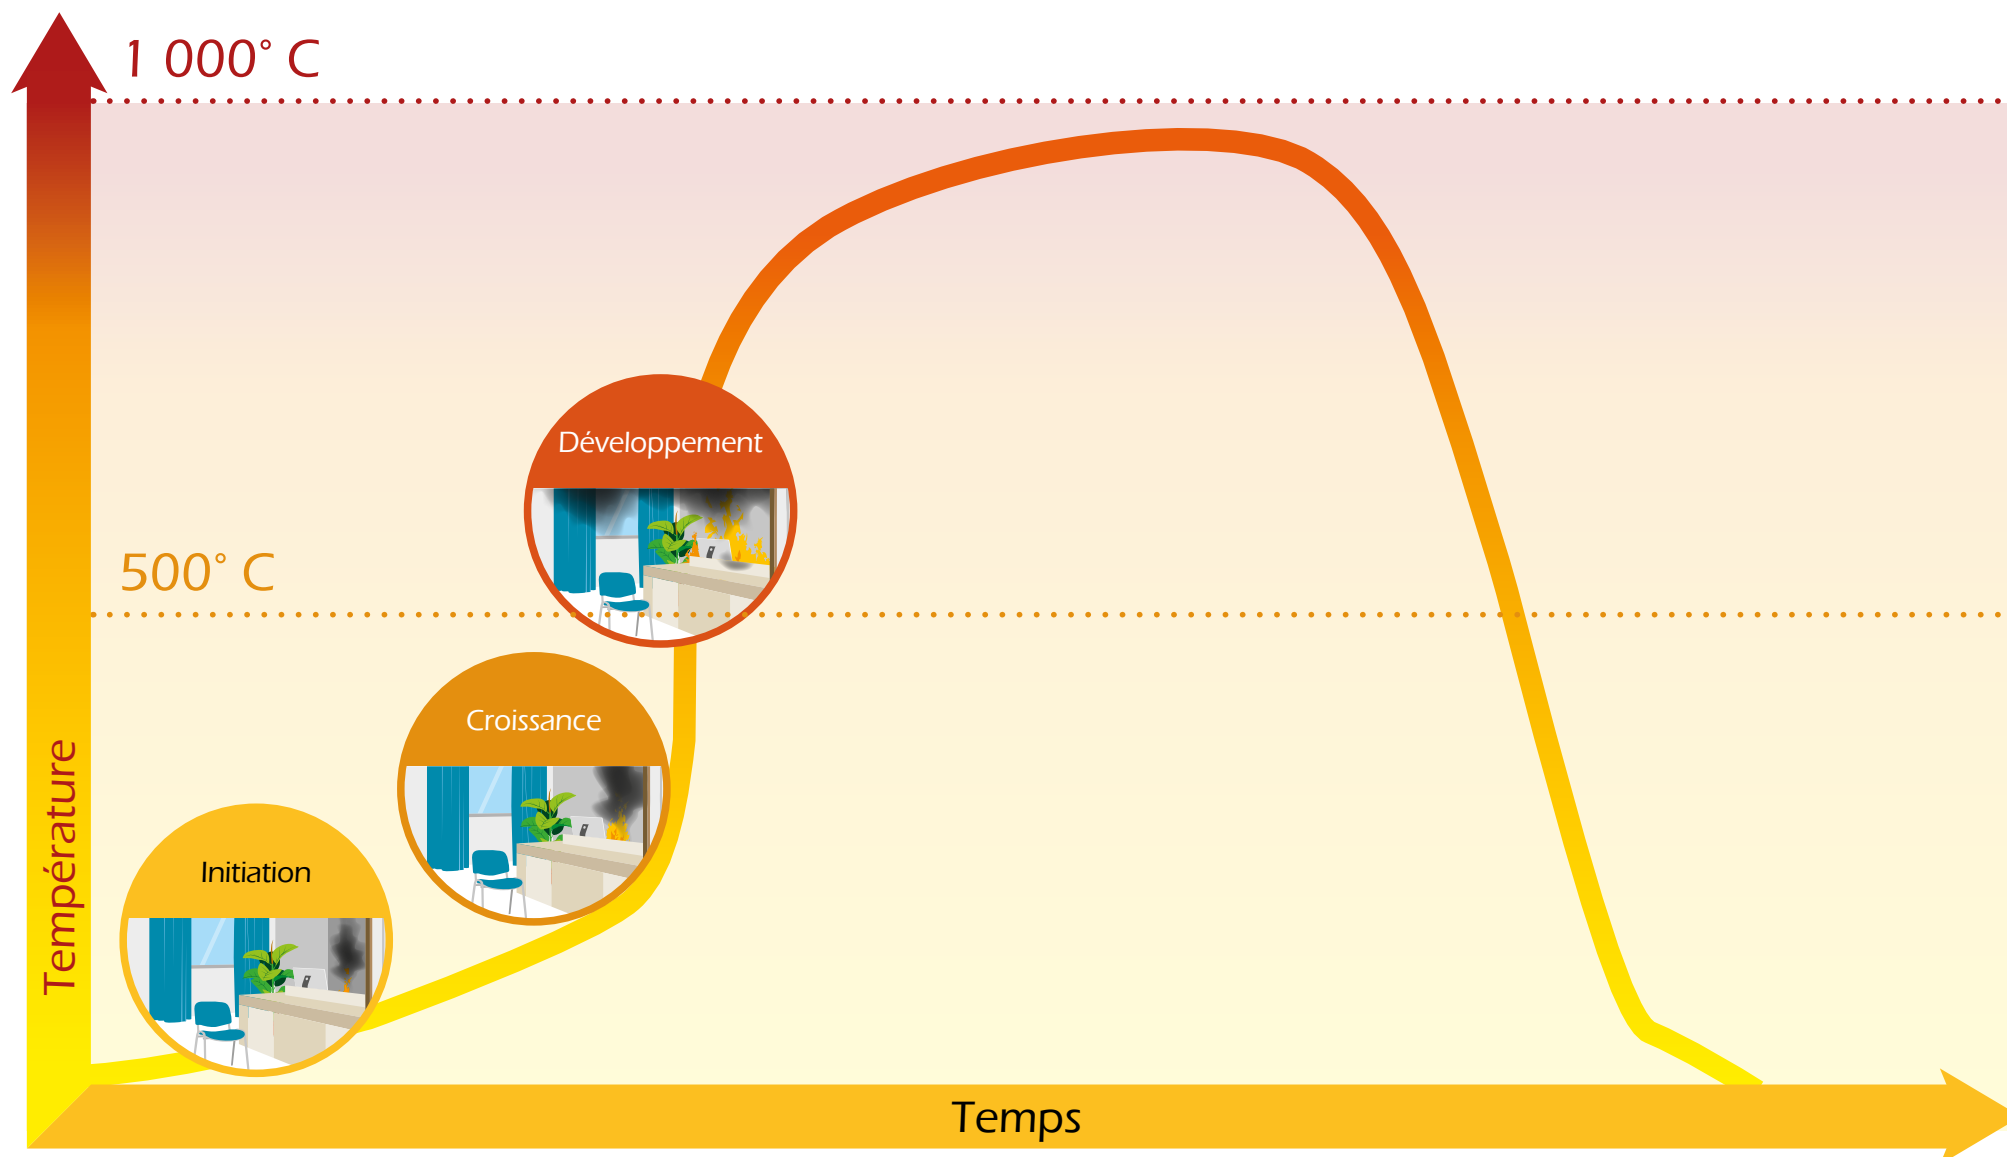 1 000° C
Développement
500° C
Croissance
Température
Initiation
Temps